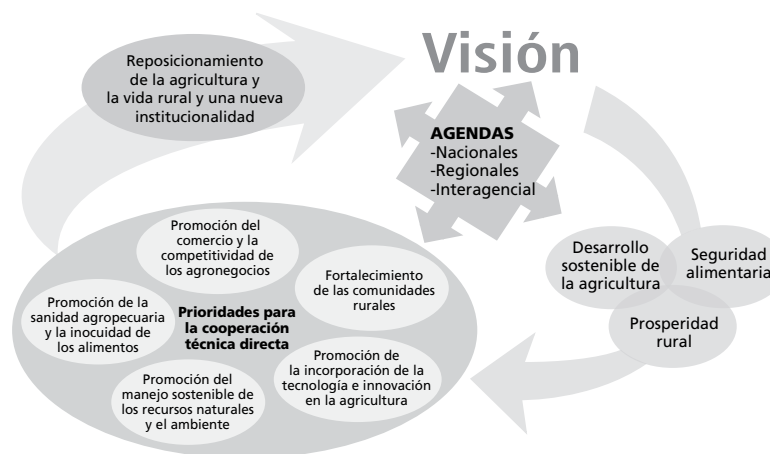 Visión
Reposicionamiento
de la agricultura y
la vida rural y una nueva
institucionalidad
AGENDAS
-Nacionales
-Regionales
-Interagencial
Desarrollo
sostenible de
la agricultura
Seguridad
alimentaria
Prosperidad
rural
Promoción del
comercio y la
competitividad de
los agronegocios
Fortalecimiento
de las comunidades
rurales
Promoción de la
sanidad agropecuaria
y la inocuidad de
los alimentos
Prioridades para
la cooperación
técnica directa
Promoción de
la incorporación de la
tecnología e innovación
en la agricultura
Promoción del
manejo sostenible de
los recursos naturales
y el ambiente